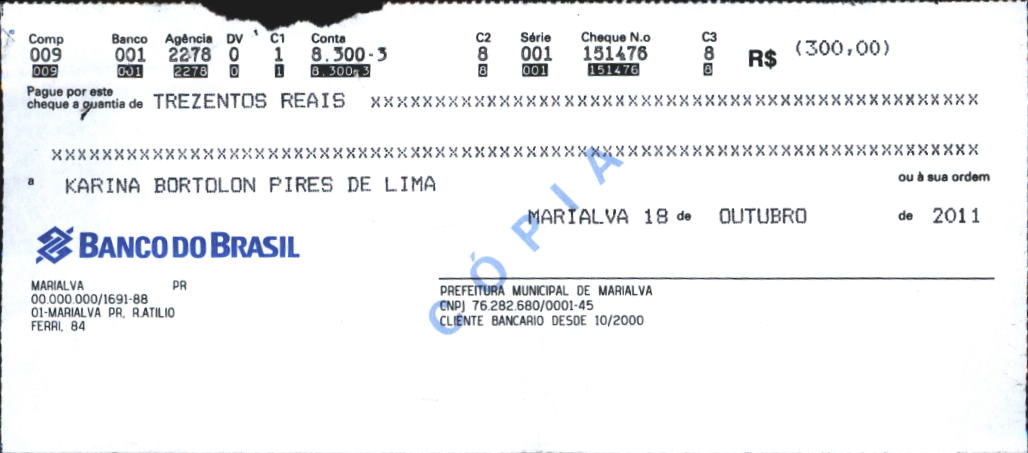 Comp Banco Agência DV C1 Conta C2 Série Cheque N.o C3
009 001 2278 0 1 8.300-3 8 001 151476 8 R$ (300,00)
009 001 2278 0 1 8.300-3 8 001 151476 8
Pague por este
cheque a quantia de TREZENTOS REAIS XXXXXXXXXXXXXXXXXXXXXXXXXXXXXXXXXXXXXXXXXXXXXXXXXXXXXXXXX
XXXXXXXXXXXXXXXXXXXXXXXXXXXXXXXXXXXXXXXXXXXXXXXXXXXXXXXXXXXXXXXXXXXXXXXXXXXXXX
a KARINA BORTOLON PIRES DE LIMA ou à sua ordem
MARIALVA 18 de OUTUBRO de 2011
BANCO DO BRASIL
MARIALVA PR
00.000.000/1691-88
01-MARIALVA PR. R.ATILIO
FERRI, 84
PREFEITURA MUNICIPAL DE MARIALVA
CNPJ 76.282.680/0001-45
CLIENTE BANCARIO DESDE 10/2000
CÓPIA